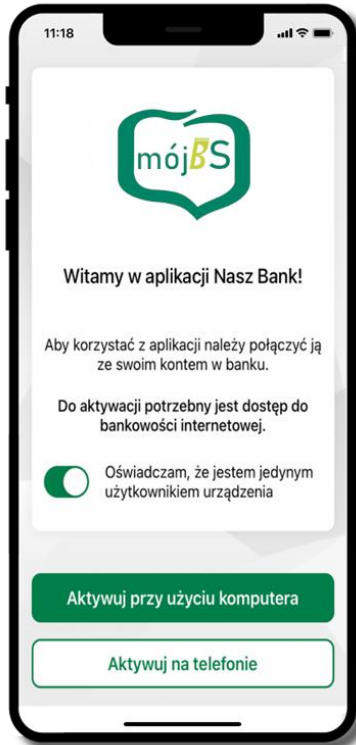 11:18
mójBS
Witamy w aplikacji Nasz Bank!
Aby korzystać z aplikacji należy połączyć ją
ze swoim kontem w banku.
Do aktywacji potrzebny jest dostęp do
bankowości internetowej.
Oświadczam, że jestem jedynym
użytkownikiem urządzenia
Aktywuj przy użyciu komputera
Aktywuj na telefonie